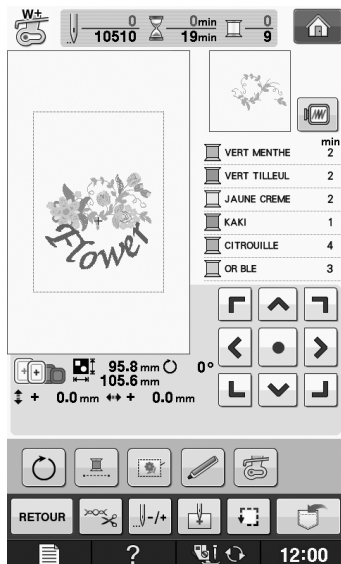 W+ 0 0min 0
10510 19min 9
min
VERT MENTHE 2
VERT TILLEUL 2
JAUNE CREME 2
KAKI 1
CITROUILLE 4
OR BLE 3
Flower
95.8 mm 0°
105.6 mm
+ 0.0 mm + 0.0 mm
RETOUR -/+
? 12:00